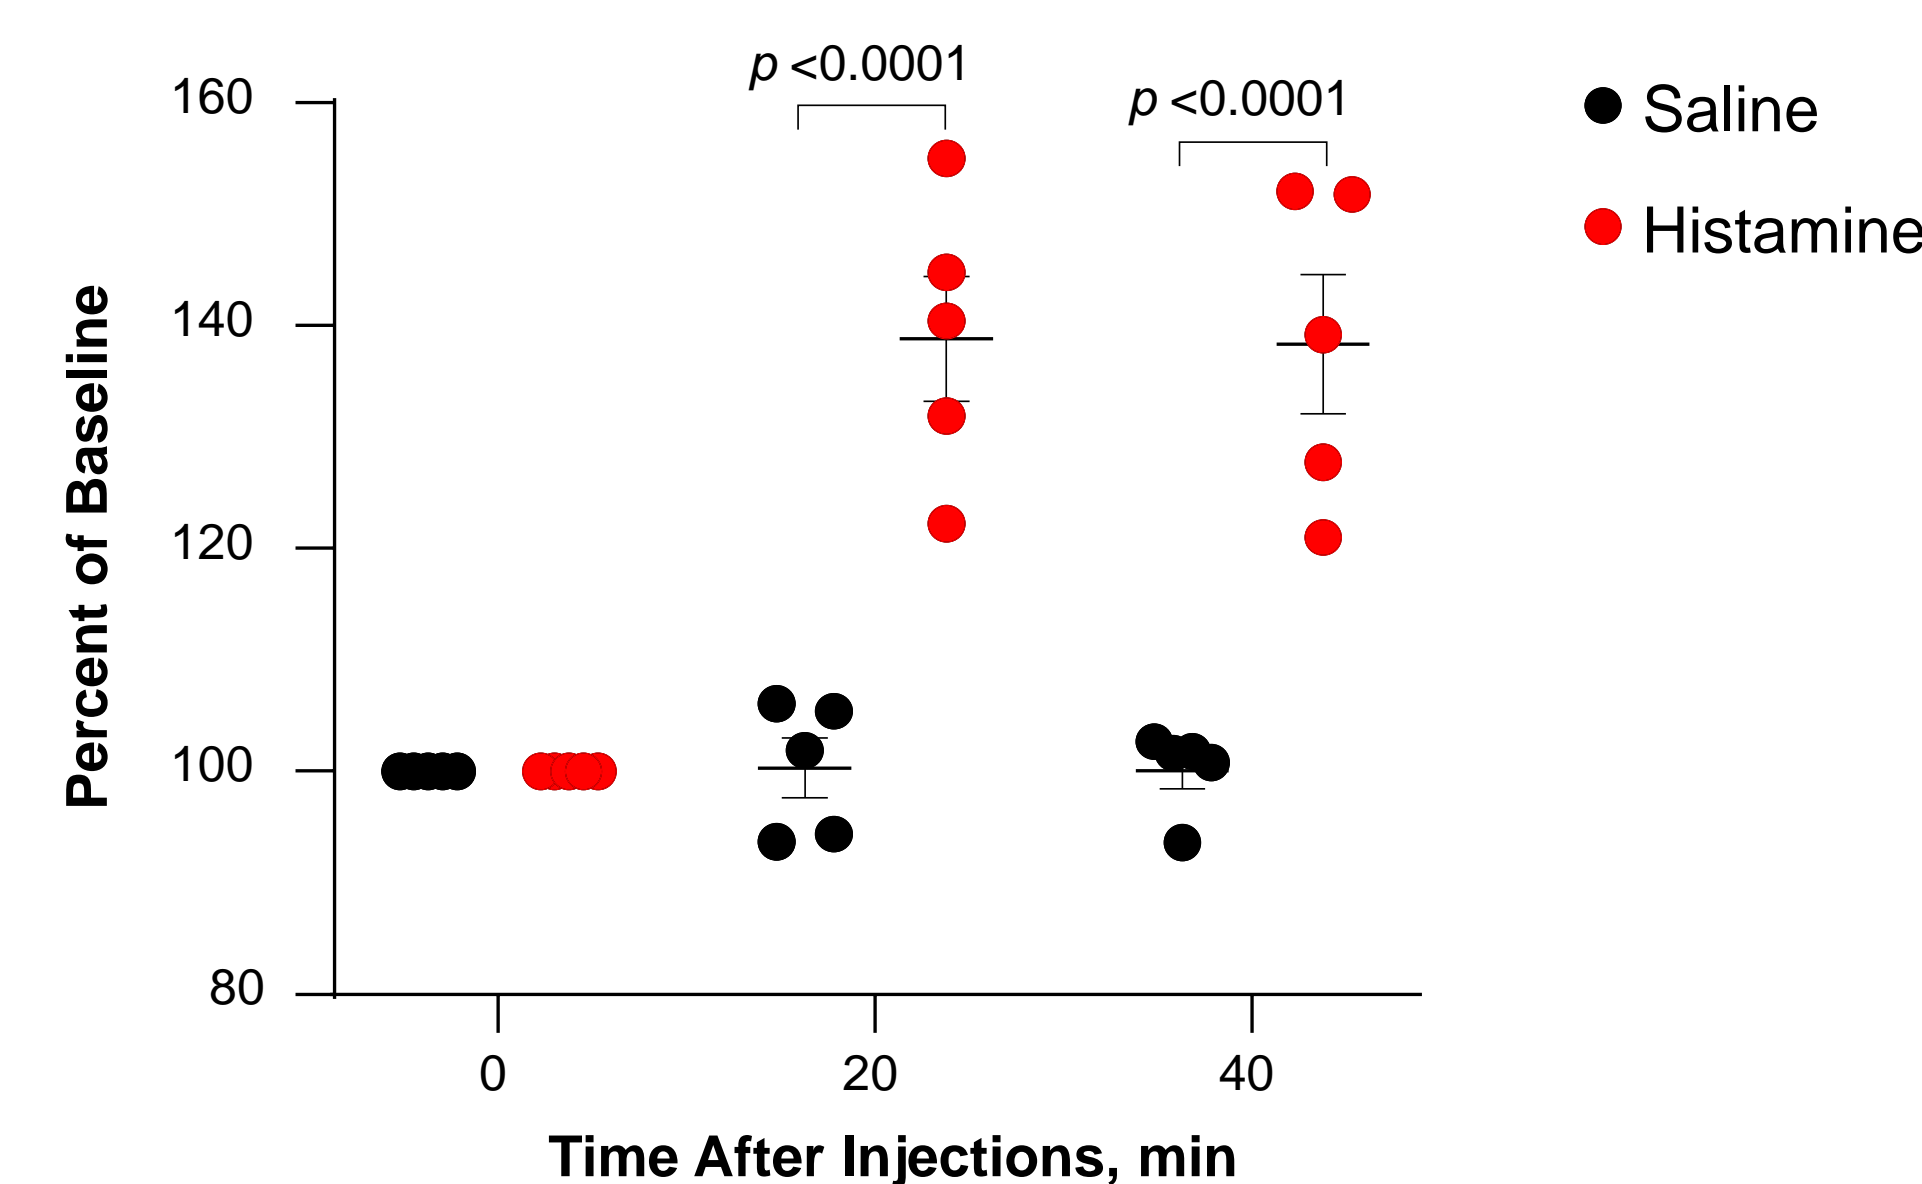 p <0.0001
p <0.0001
Saline
Histamine
160
140
120
100
80
Percent of Baseline
0
20
40
Time After Injections, min